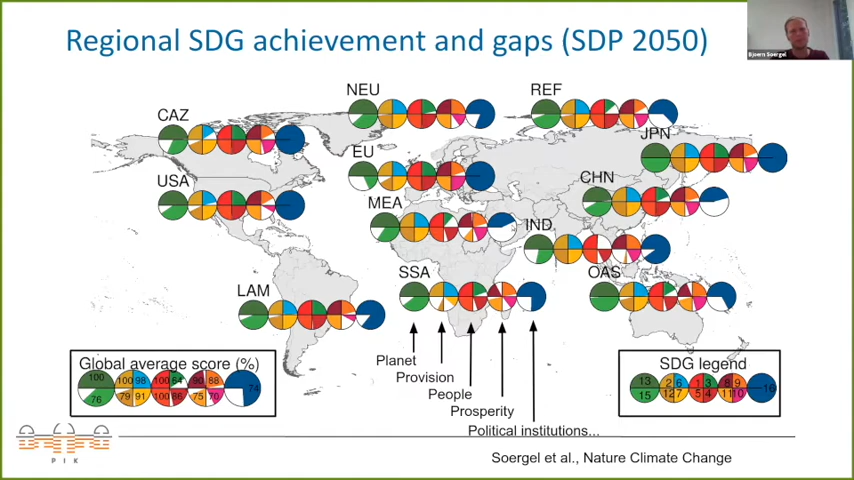 Regional SDG achievement and gaps (SDP 2050)
Bjoern Soergel
NEU
REF
CAZ
JPN
EU
USA
CHN
MEA
IND
SSA
OAS
LAM
Global average score (%)
100 100 98 100 64 90 88 74
76 79 91 100 86 75 70
Planet
Provision
People
Prosperity
Political institutions...
SDG legend
13 2 6 1 3 8 9 16
15 12 7 5 4 11 10
PIK
Soergel et al., Nature Climate Change